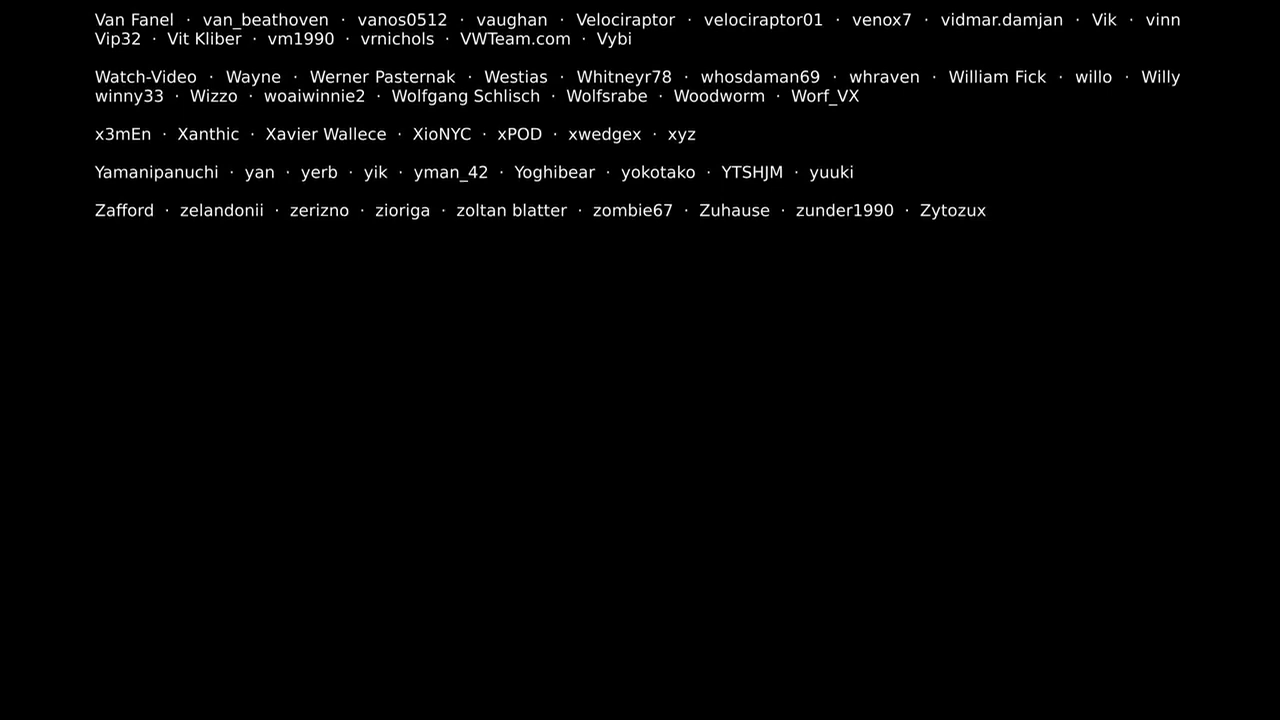 Van Fanel · van_beathoven · vanos0512 · vaughan · Velociraptor · velociraptor01 · venox7 · vidmar.damjan · Vik · vinn
Vip32 · Vit Kliber · vm1990 · vrnichols · VWTeam.com · Vybi
Watch-Video · Wayne · Werner Pasternak · Westias · Whitneyr78 · whosdaman69 · whraven · William Fick · willo · Willy
winny33 · Wizzo · woaiwinnie2 · Wolfgang Schlisch · Wolfsrabe · Woodworm · Worf_VX
x3mEn · Xanthic · Xavier Wallece · XioNYC · xPOD · xwedgex · xyz
Yamanipanuchi · yan · yerb · yik · yman_42 · Yoghibear · yokotako · YTSHJM · yuuki
Zafford · zelandonii · zerizno · zioriga · zoltan blatter · zombie67 · Zuhause · zunder1990 · Zytozux